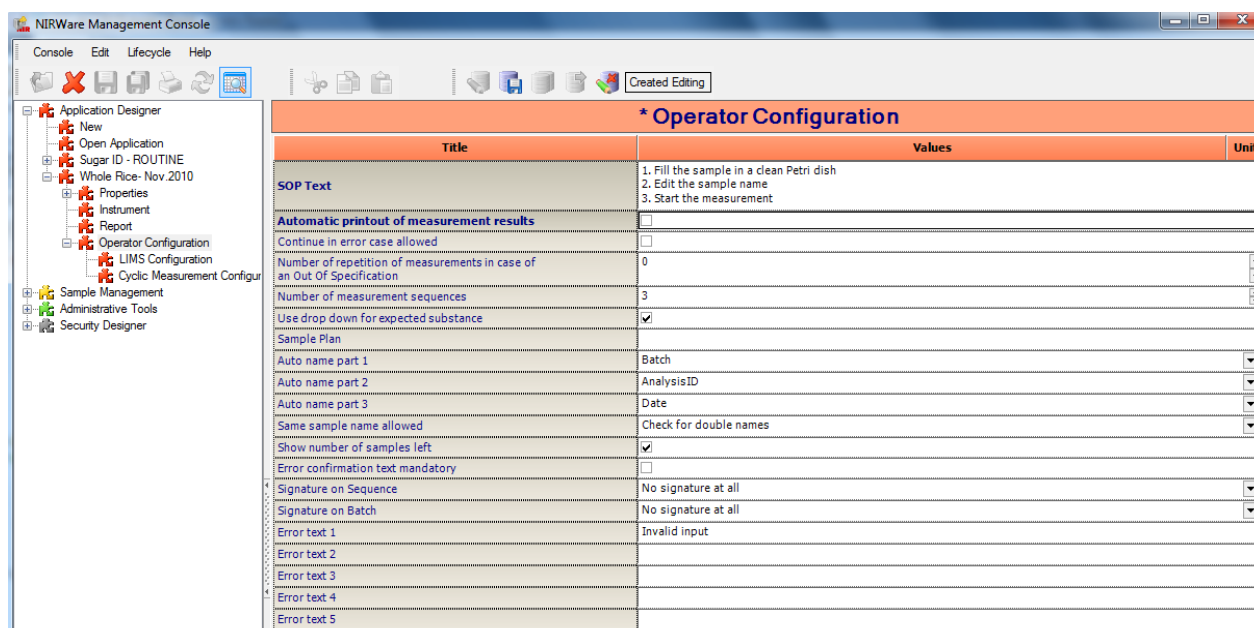 NIRWare Management Console
Console Edit Lifecycle Help
Created Editing
Application Designer
New
Open Application
Sugar ID - ROUTINE
Whole Rice- Nov.2010
Properties
Instrument
Report
Operator Configuration
LIMS Configuration
Cyclic Measurement Configur
Sample Management
Administrative Tools
Security Designer
* Operator Configuration
Title Values Unit
SOP Text
1. Fill the sample in a clean Petri dish
2. Edit the sample name
3. Start the measurement
Automatic printout of measurement results
Continue in error case allowed
Number of repetition of measurements in case of 0
an Out Of Specification
Number of measurement sequences 3
Use drop down for expected substance
Sample Plan
Auto name part 1 Batch
Auto name part 2 AnalysisID
Auto name part 3 Date
Same sample name allowed Check for double names
Show number of samples left
Error confirmation text mandatory
Signature on Sequence No signature at all
Signature on Batch No signature at all
Error text 1 Invalid input
Error text 2
Error text 3
Error text 4
Error text 5